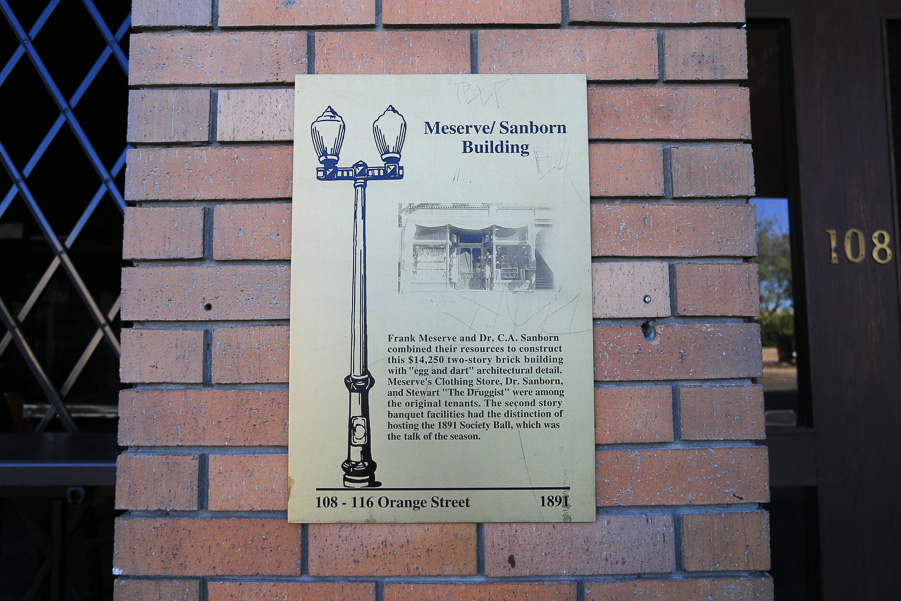 Meserve/ Sanborn
Building
Frank Meserve and Dr. C.A. Sanborn
combined their resources to construct
this $14,250 two-story brick building
with "egg and dart" architectural detail.
Meserve's Clothing Store, Dr. Sanborn,
and Stewart "The Druggist" were among
the original tenants. The second story
banquet facilities had the distinction of
hosting the 1891 Society Ball, which was
the talk of the season.
108 - 116 Orange Street 1891
108